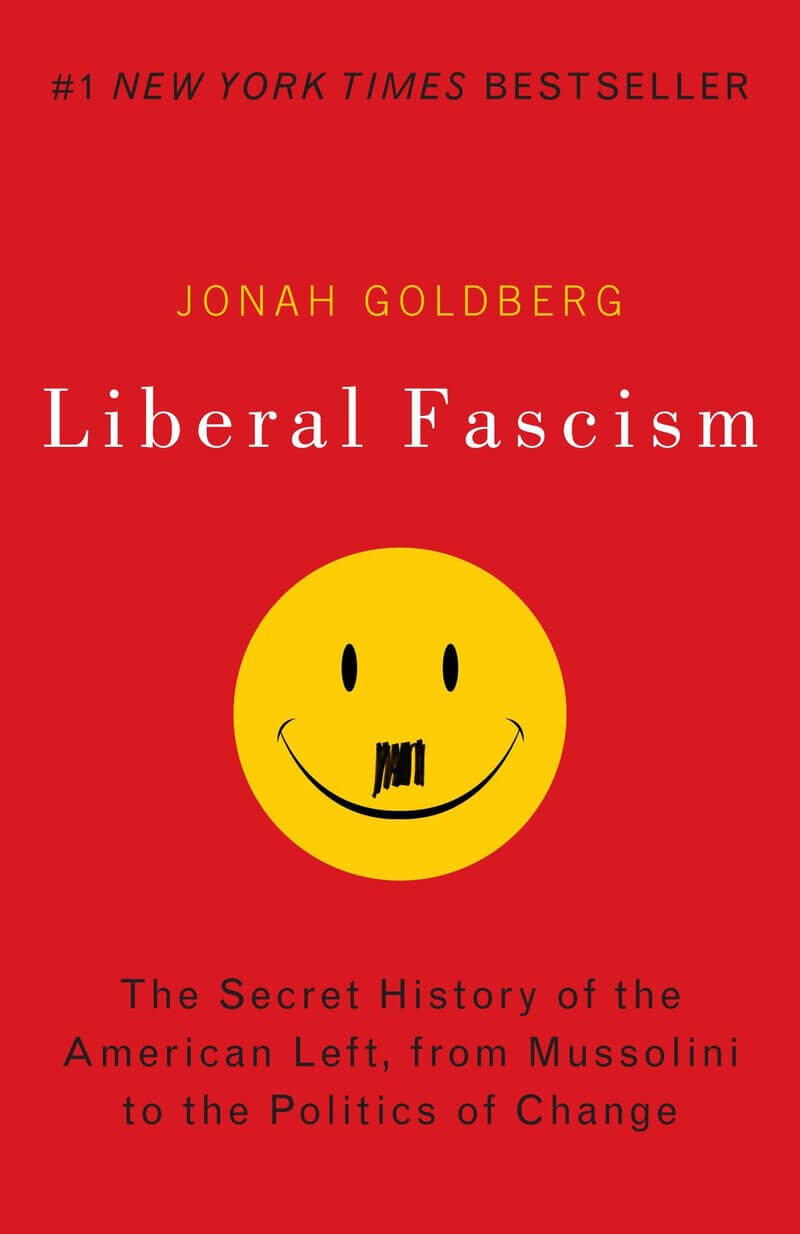 #1 NEW YORK TIMES BESTSELLER
JONAH GOLDBERG
Liberal Fascism
The Secret History of the
American Left, from Mussolini
to the Politics of Change